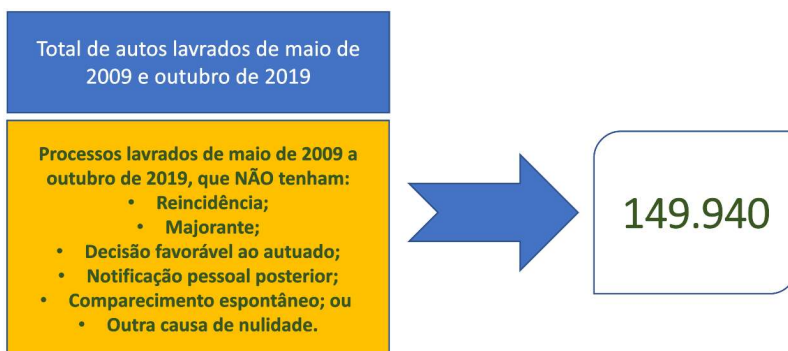 Total de autos lavrados de maio de
2009 e outubro de 2019
Processos lavrados de maio de 2009 a
outubro de 2019, que NÃO tenham:
• Reincidência;
• Majorante;
• Decisão favorável ao autuado;
• Notificação pessoal posterior;
• Comparecimento espontâneo; ou
• Outra causa de nulidade.
149.940